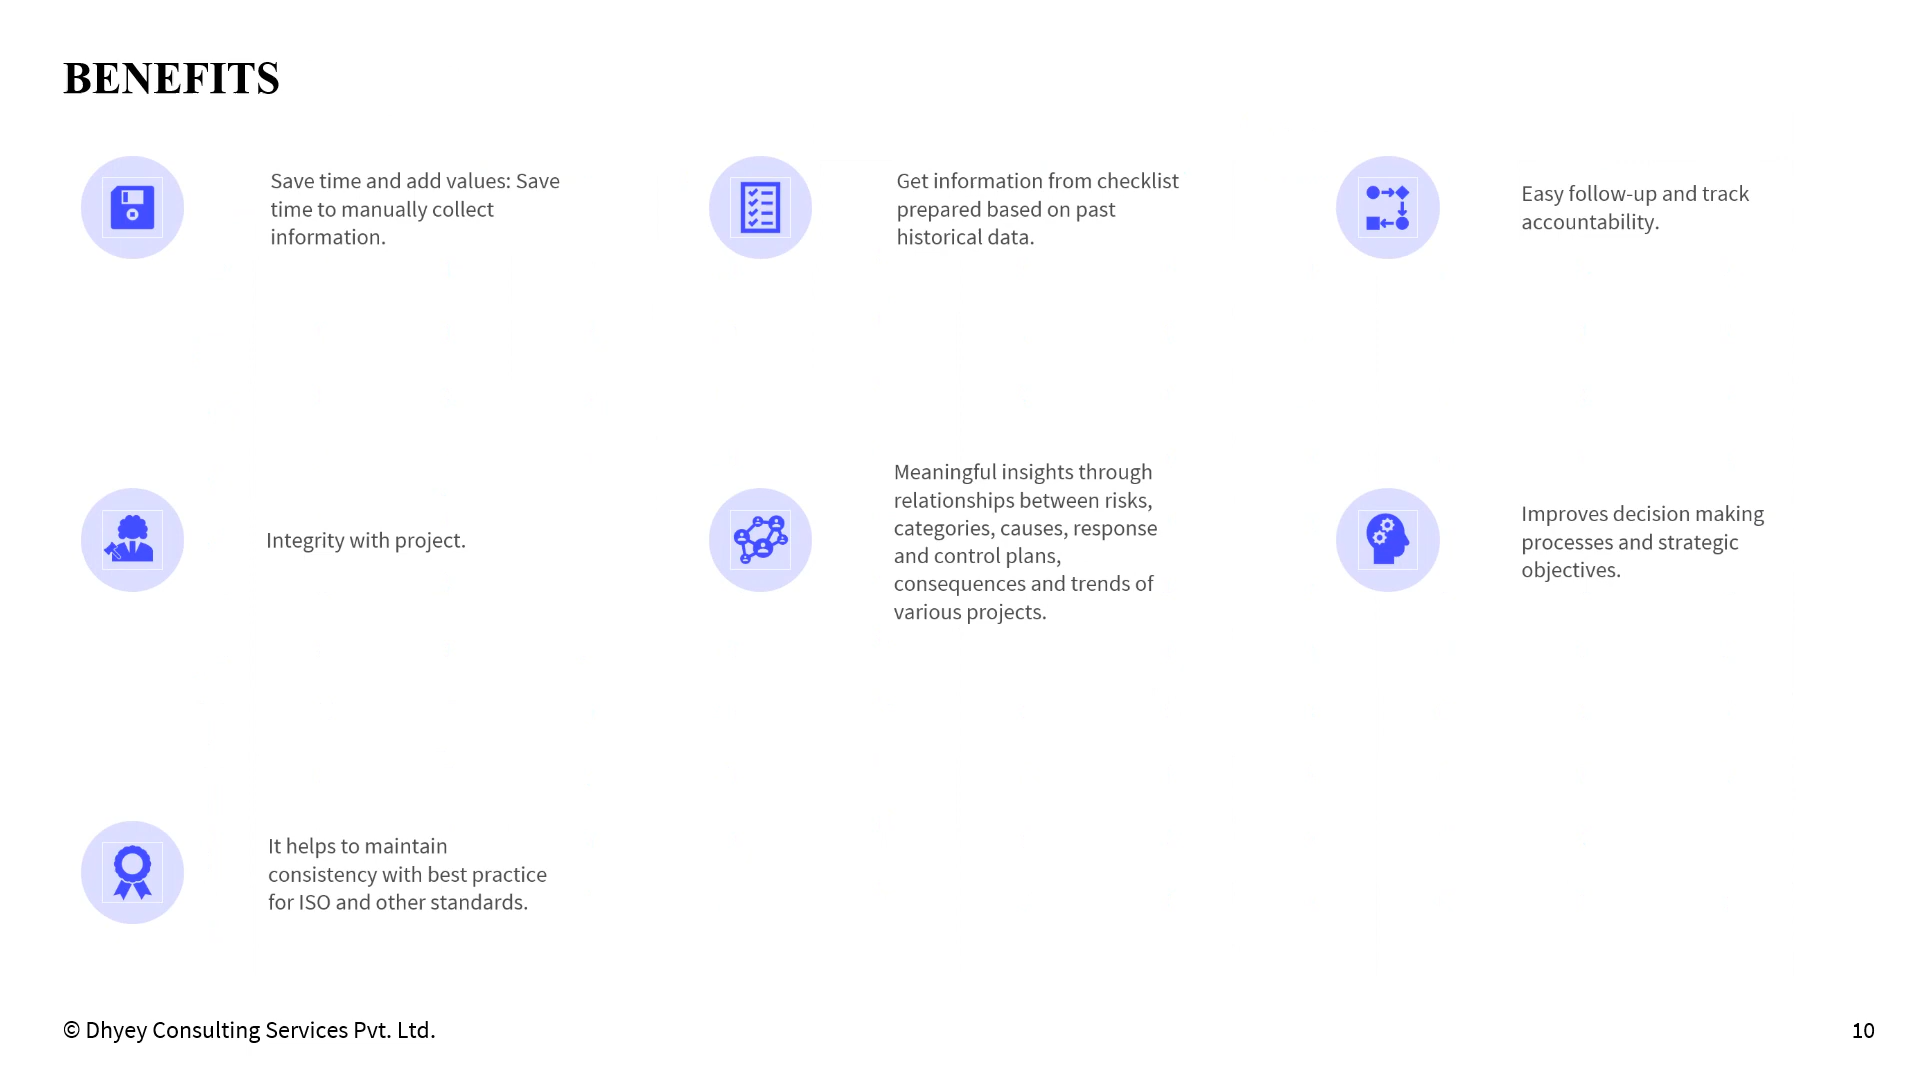 BENEFITS
Save time and add values: Save
time to manually collect
information.
Get information from checklist
prepared based on past
historical data.
Easy follow-up and track
accountability.
Integrity with project.
Meaningful insights through
relationships between risks,
categories, causes, response
and control plans,
consequences and trends of
various projects.
Improves decision making
processes and strategic
objectives.
It helps to maintain
consistency with best practice
for ISO and other standards.
© Dhyey Consulting Services Pvt. Ltd.
10